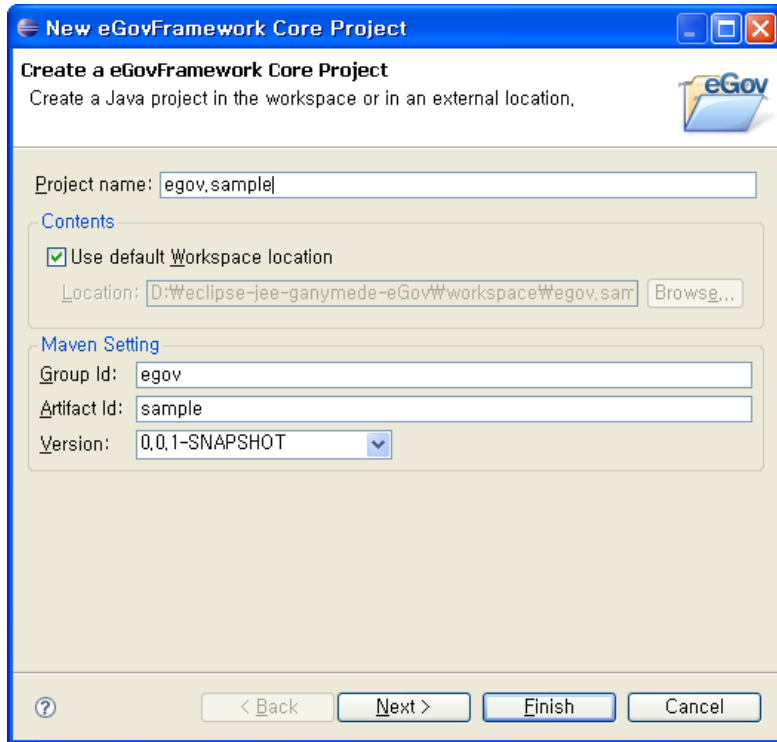 New eGovFramework Core Project
Create a eGovFramework Core Project
Create a Java project in the workspace or in an external location,
eGov
Project name: egov,sample
Contents
Use default Workspace location
Location: D:₩eclipse-jee-ganymede-eGov₩workspace₩egov,sam Browse...
Maven Setting
Group Id: egov
Artifact Id: sample
Version: 0,0,1-SNAPSHOT
< Back Next > Finish Cancel